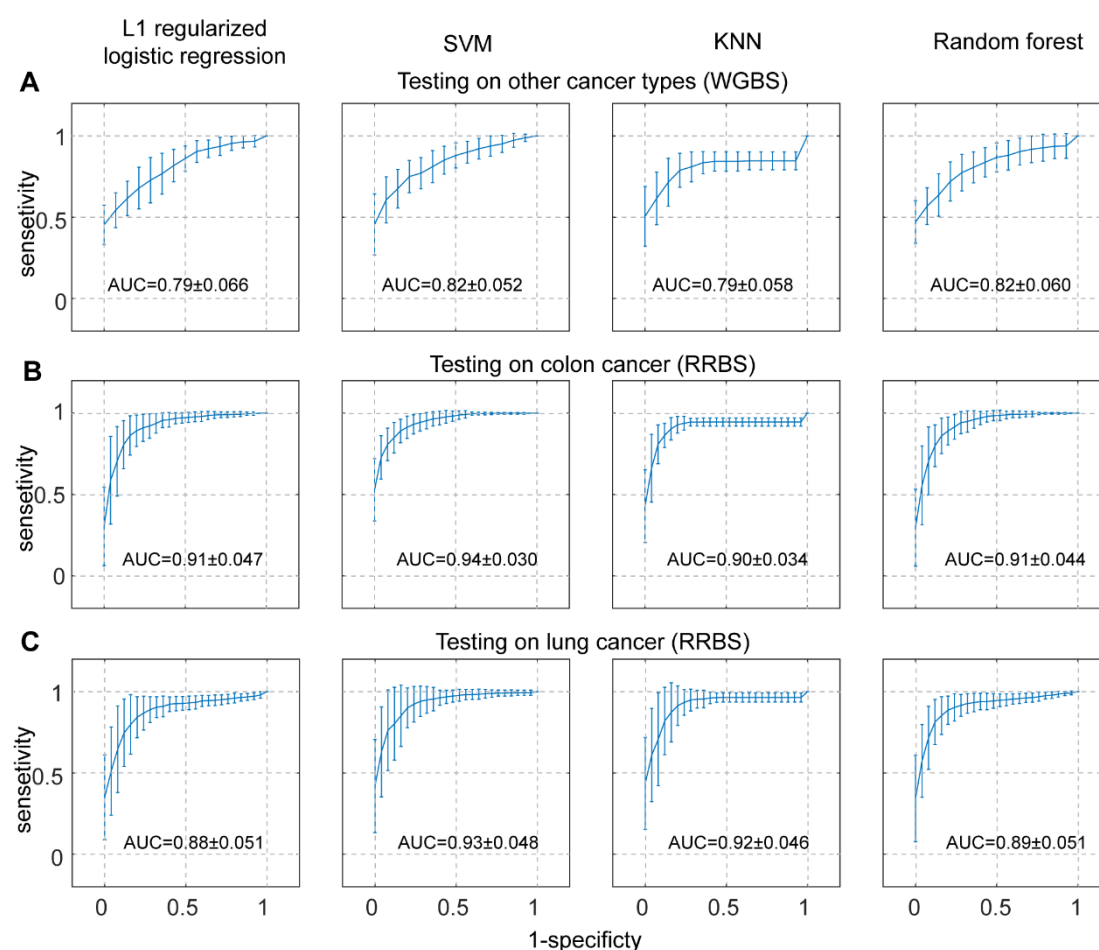 L1 regularized
logistic regression
SVM
KNN
Random forest
A
Testing on other cancer types (WGBS)
sensetivity
1
0.5
0
AUC=0.79±0.066
AUC=0.82±0.052
AUC=0.79±0.058
AUC=0.82±0.060
B
Testing on colon cancer (RRBS)
sensetivity
1
0.5
0
AUC=0.91±0.047
AUC=0.94±0.030
AUC=0.90±0.034
AUC=0.91±0.044
C
Testing on lung cancer (RRBS)
sensetivity
1
0.5
0
AUC=0.88±0.051
AUC=0.93±0.048
AUC=0.92±0.046
AUC=0.89±0.051
0 0.5 1
0 0.5 1
0 0.5 1
0 0.5 1
1-specificty